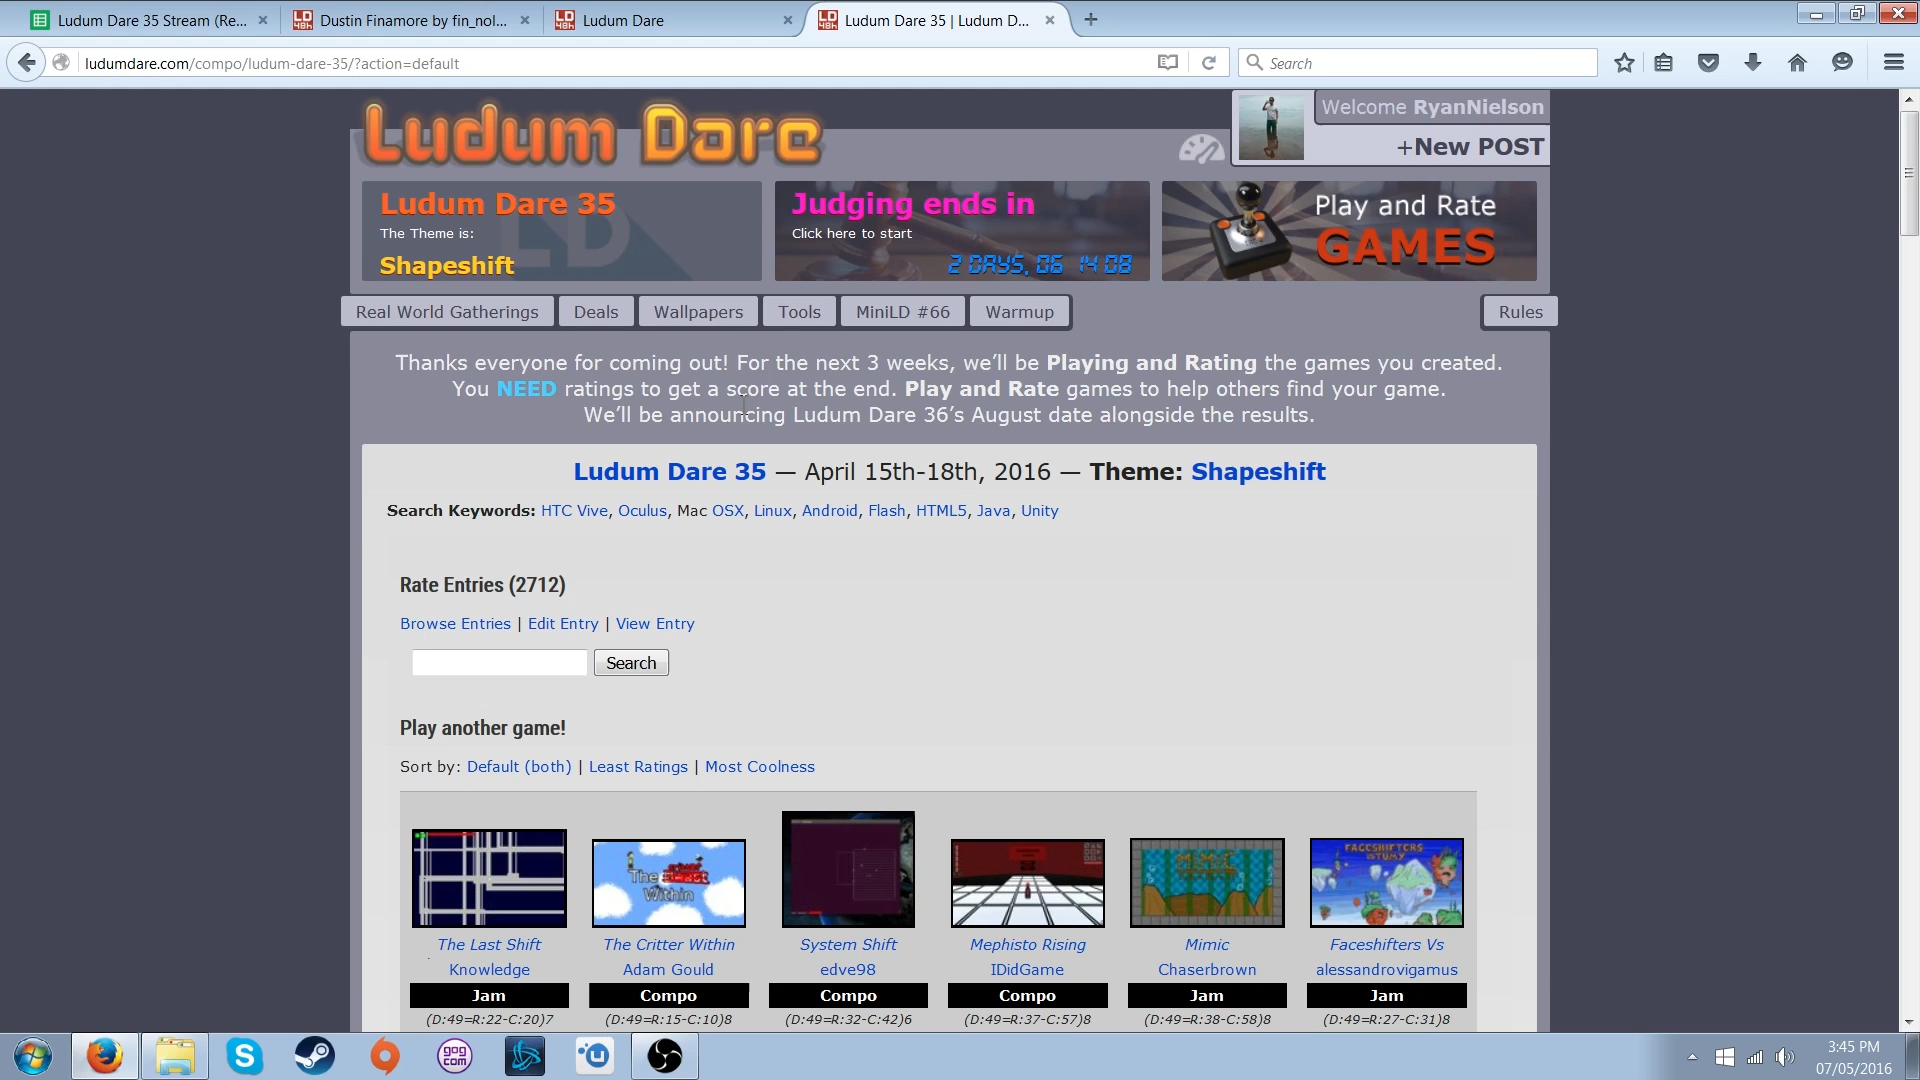 Ludum Dare 35 Stream (Re...
Dustin Finamore by fin_nol...
Ludum Dare
Ludum Dare 35 | Ludum D...
ludumdare.com/compo/ludum-dare-35/?action=default
Search
Ludum Dare
Welcome RyanNielson
+New POST
Ludum Dare 35
The Theme is:
Shapeshift
Judging ends in
Click here to start
2 DAYS, 06 14 08
Play and Rate
GAMES
Real World Gatherings
Deals
Wallpapers
Tools
MiniLD #66
Warmup
Rules
Thanks everyone for coming out! For the next 3 weeks, we’ll be Playing and Rating the games you created.
You NEED ratings to get a score at the end. Play and Rate games to help others find your game.
We’ll be announcing Ludum Dare 36’s August date alongside the results.
Ludum Dare 35 — April 15th-18th, 2016 — Theme: Shapeshift
Search Keywords: HTC Vive, Oculus, Mac OSX, Linux, Android, Flash, HTML5, Java, Unity
Rate Entries (2712)
Browse Entries | Edit Entry | View Entry
Search
Play another game!
Sort by: Default (both) | Least Ratings | Most Coolness
The Last Shift
Knowledge
Jam
(D:49=R:22-C:20)7
The Critter Within
Adam Gould
Compo
(D:49=R:15-C:10)8
System Shift
edve98
Compo
(D:49=R:32-C:42)6
Mephisto Rising
IDidGame
Compo
(D:49=R:37-C:57)8
Mimic
Chaserbrown
Jam
(D:49=R:38-C:58)8
Faceshifters Vs
alessandrovigamus
Jam
(D:49=R:27-C:31)8
3:45 PM
07/05/2016